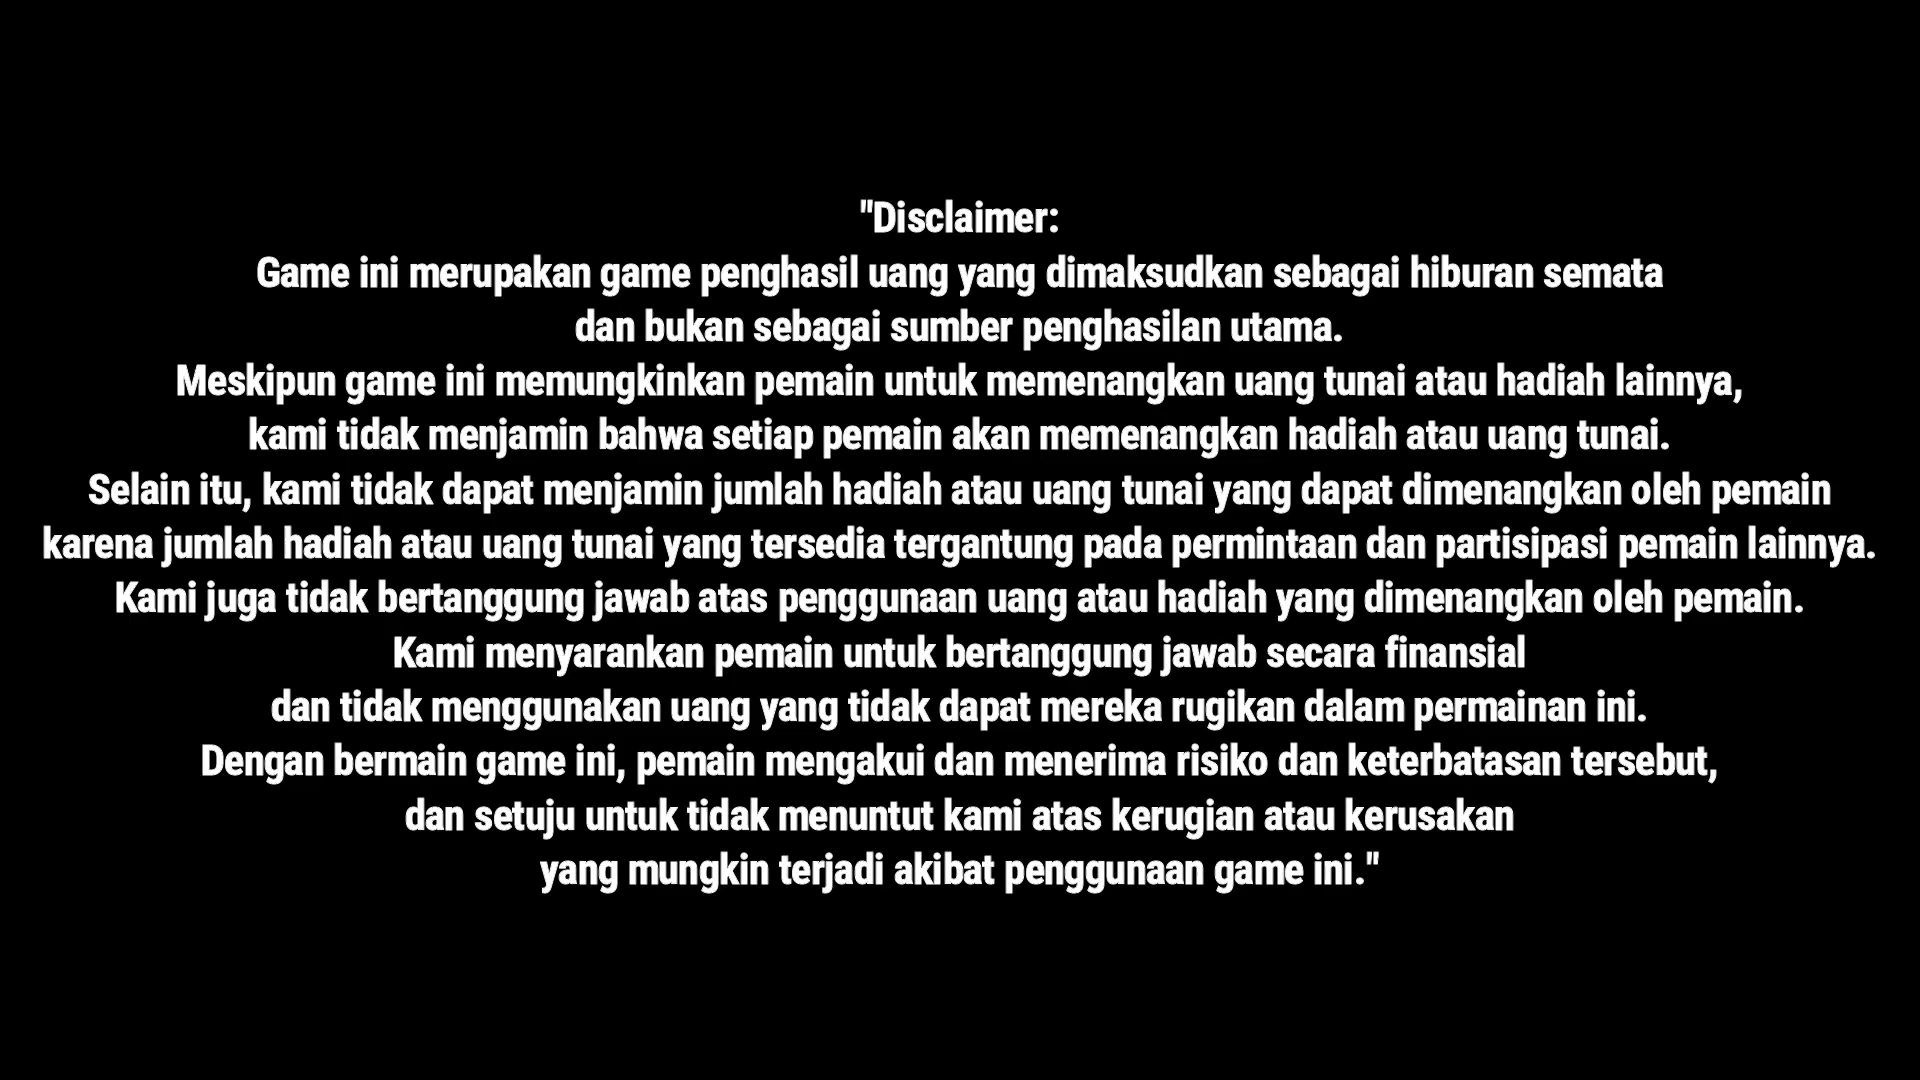 "Disclaimer:
Game ini merupakan game penghasil uang yang dimaksudkan sebagai hiburan semata
dan bukan sebagai sumber penghasilan utama.
Meskipun game ini memungkinkan pemain untuk memenangkan uang tunai atau hadiah lainnya,
kami tidak menjamin bahwa setiap pemain akan memenangkan hadiah atau uang tunai.
Selain itu, kami tidak dapat menjamin jumlah hadiah atau uang tunai yang dapat dimenangkan oleh pemain
karena jumlah hadiah atau uang tunai yang tersedia tergantung pada permintaan dan partisipasi pemain lainnya.
Kami juga tidak bertanggung jawab atas penggunaan uang atau hadiah yang dimenangkan oleh pemain.
Kami menyarankan pemain untuk bertanggung jawab secara finansial
dan tidak menggunakan uang yang tidak dapat mereka rugikan dalam permainan ini.
Dengan bermain game ini, pemain mengakui dan menerima risiko dan keterbatasan tersebut,
dan setuju untuk tidak menuntut kami atas kerugian atau kerusakan
yang mungkin terjadi akibat penggunaan game ini."